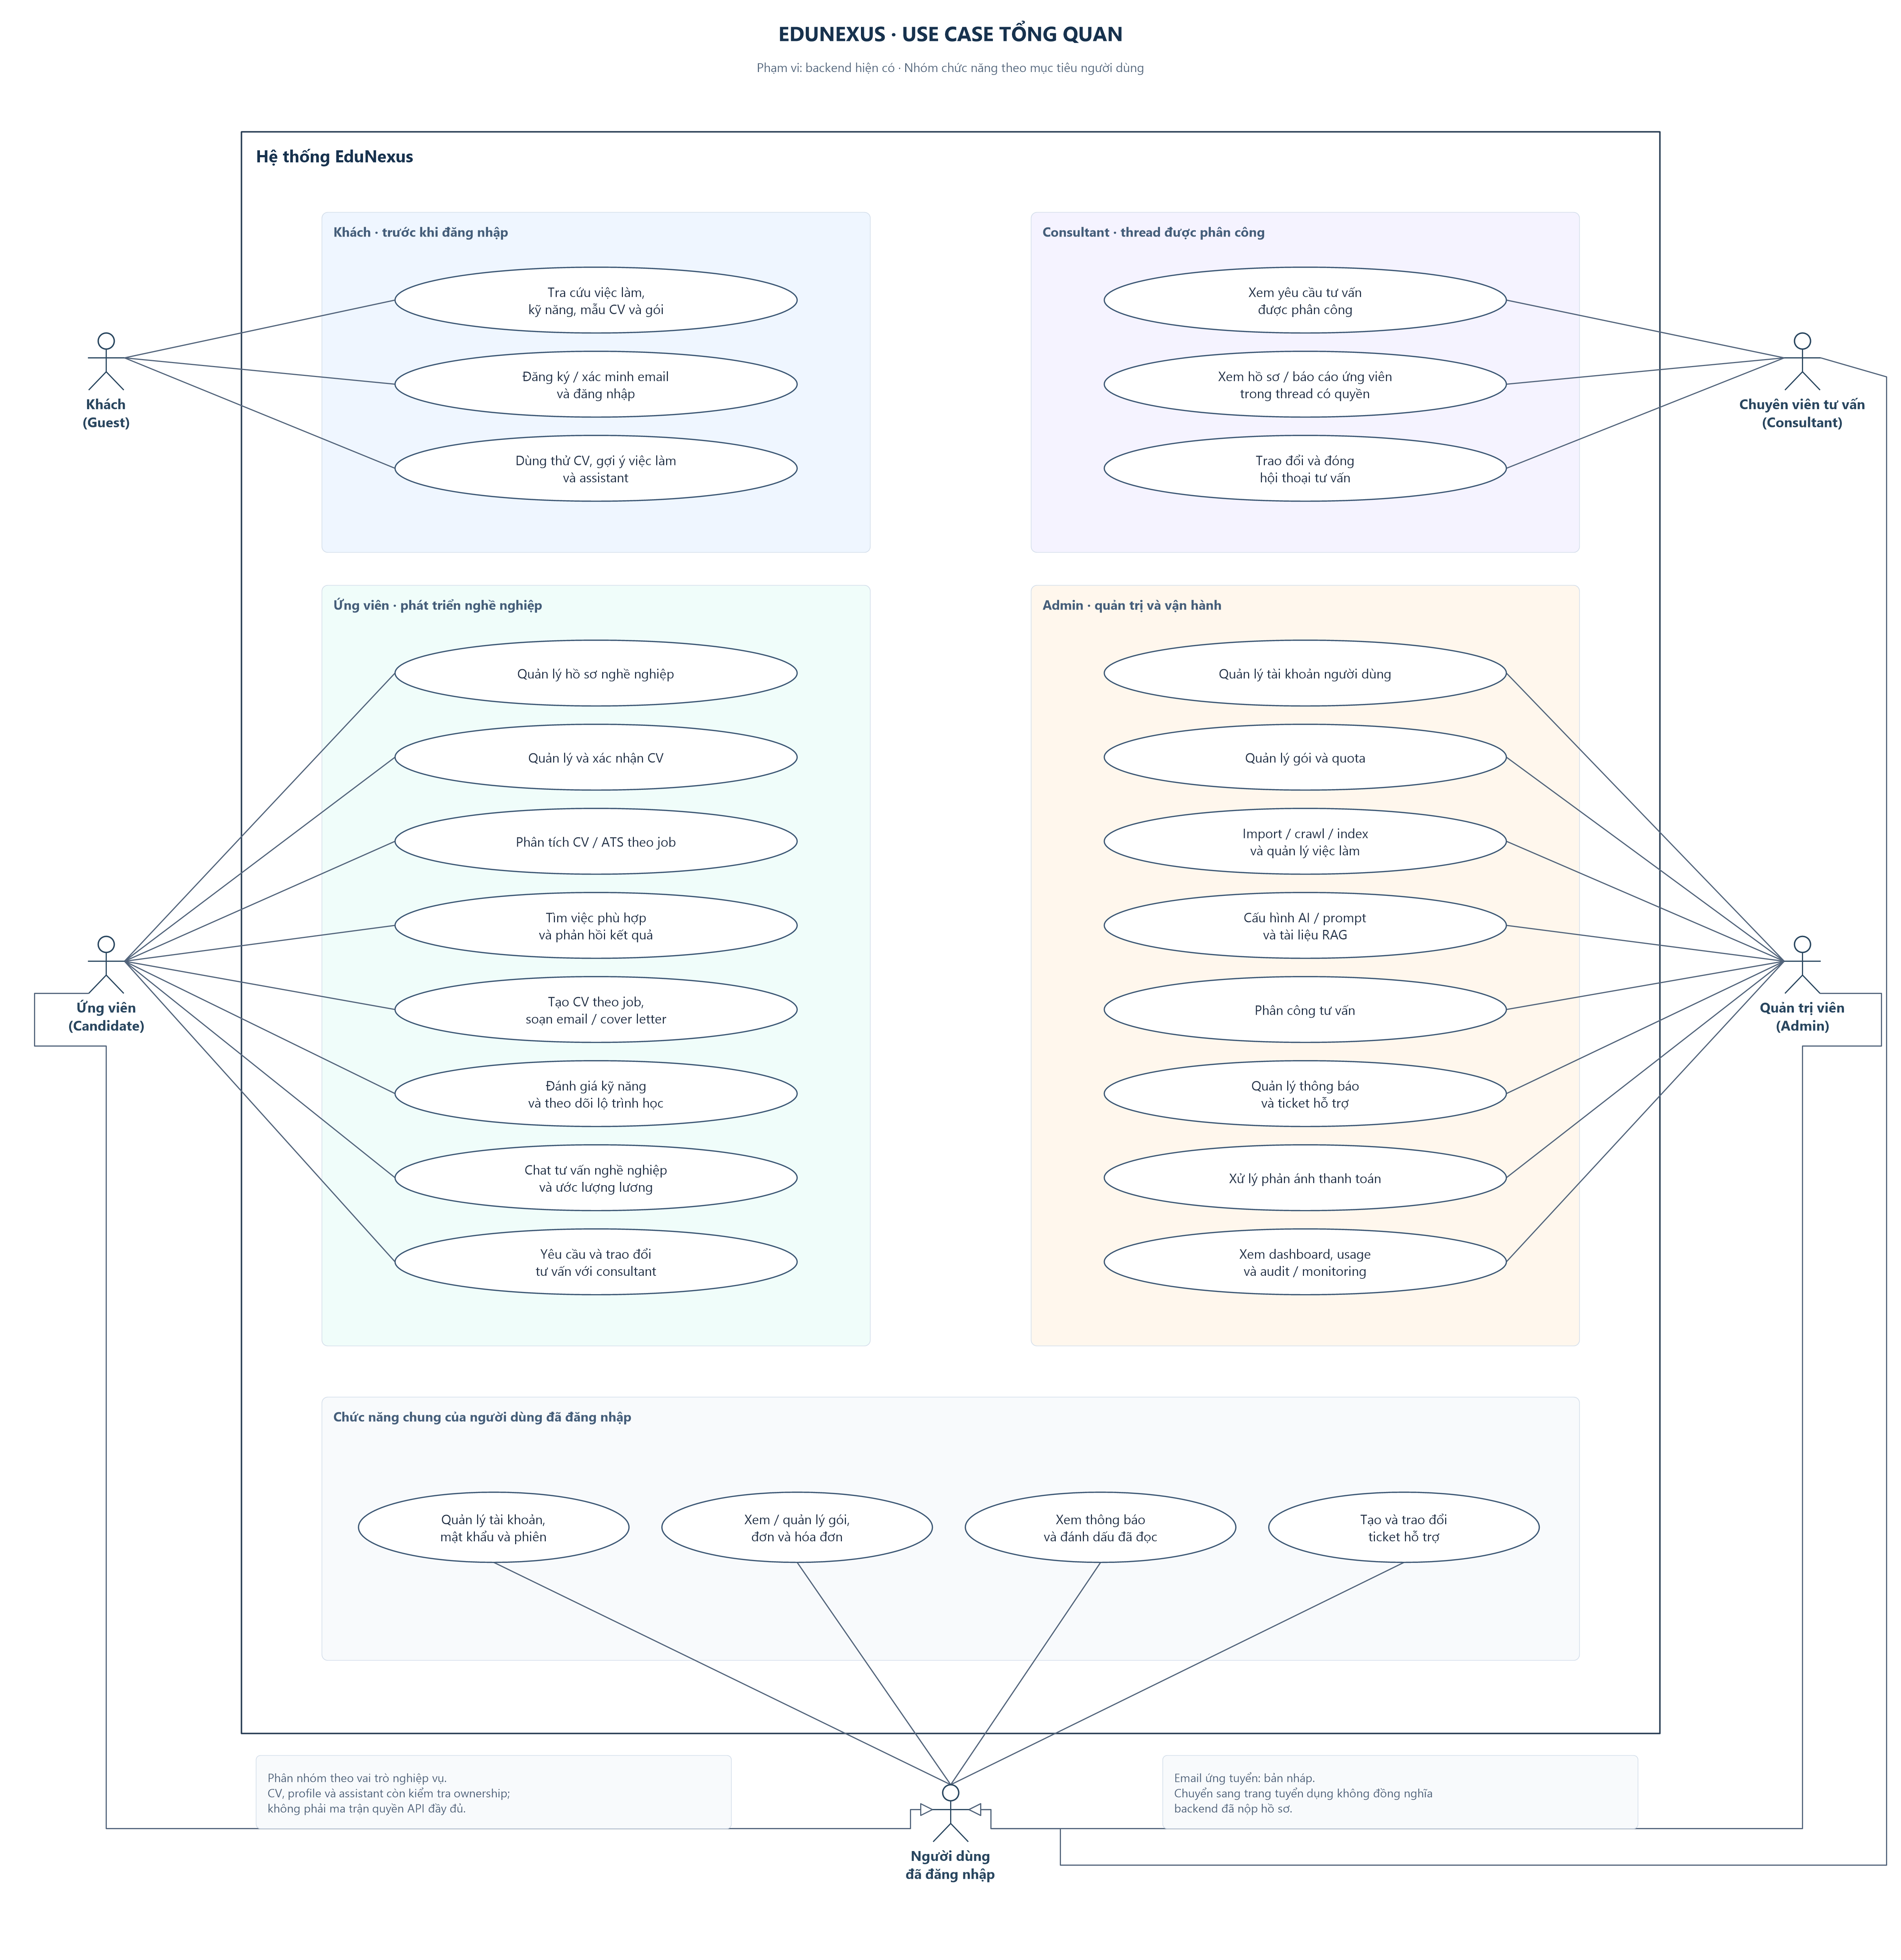 EDUNEXUS · USE CASE TỔNG QUAN
Phạm vi: backend hiện có · Nhóm chức năng theo mục tiêu người dùng
Hệ thống EduNexus
Khách · trước khi đăng nhập
Tra cứu việc làm,
kỹ năng, mẫu CV và gói
Đăng ký / xác minh email
và đăng nhập
Dùng thử CV, gợi ý việc làm
và assistant
Khách
(Guest)
Consultant · thread được phân công
Xem yêu cầu tư vấn
được phân công
Xem hồ sơ / báo cáo ứng viên
trong thread có quyền
Trao đổi và đóng
hội thoại tư vấn
Chuyên viên tư vấn
(Consultant)
Ứng viên · phát triển nghề nghiệp
Quản lý hồ sơ nghề nghiệp
Quản lý và xác nhận CV
Phân tích CV / ATS theo job
Tìm việc phù hợp
và phản hồi kết quả
Tạo CV theo job,
soạn email / cover letter
Đánh giá kỹ năng
và theo dõi lộ trình học
Chat tư vấn nghề nghiệp
và ước lượng lương
Yêu cầu và trao đổi
tư vấn với consultant
Ứng viên
(Candidate)
Admin · quản trị và vận hành
Quản lý tài khoản người dùng
Quản lý gói và quota
Import / crawl / index
và quản lý việc làm
Cấu hình AI / prompt
và tài liệu RAG
Phân công tư vấn
Quản lý thông báo
và ticket hỗ trợ
Xử lý phản ánh thanh toán
Xem dashboard, usage
và audit / monitoring
Quản trị viên
(Admin)
Chức năng chung của người dùng đã đăng nhập
Quản lý tài khoản,
mật khẩu và phiên
Xem / quản lý gói,
đơn và hóa đơn
Xem thông báo
và đánh dấu đã đọc
Tạo và trao đổi
ticket hỗ trợ
Phân nhóm theo vai trò nghiệp vụ.
CV, profile và assistant còn kiểm tra ownership;
không phải ma trận quyền API đầy đủ.
Email ứng tuyển: bản nháp.
Chuyển sang trang tuyển dụng không đồng nghĩa
backend đã nộp hồ sơ.
Người dùng
đã đăng nhập